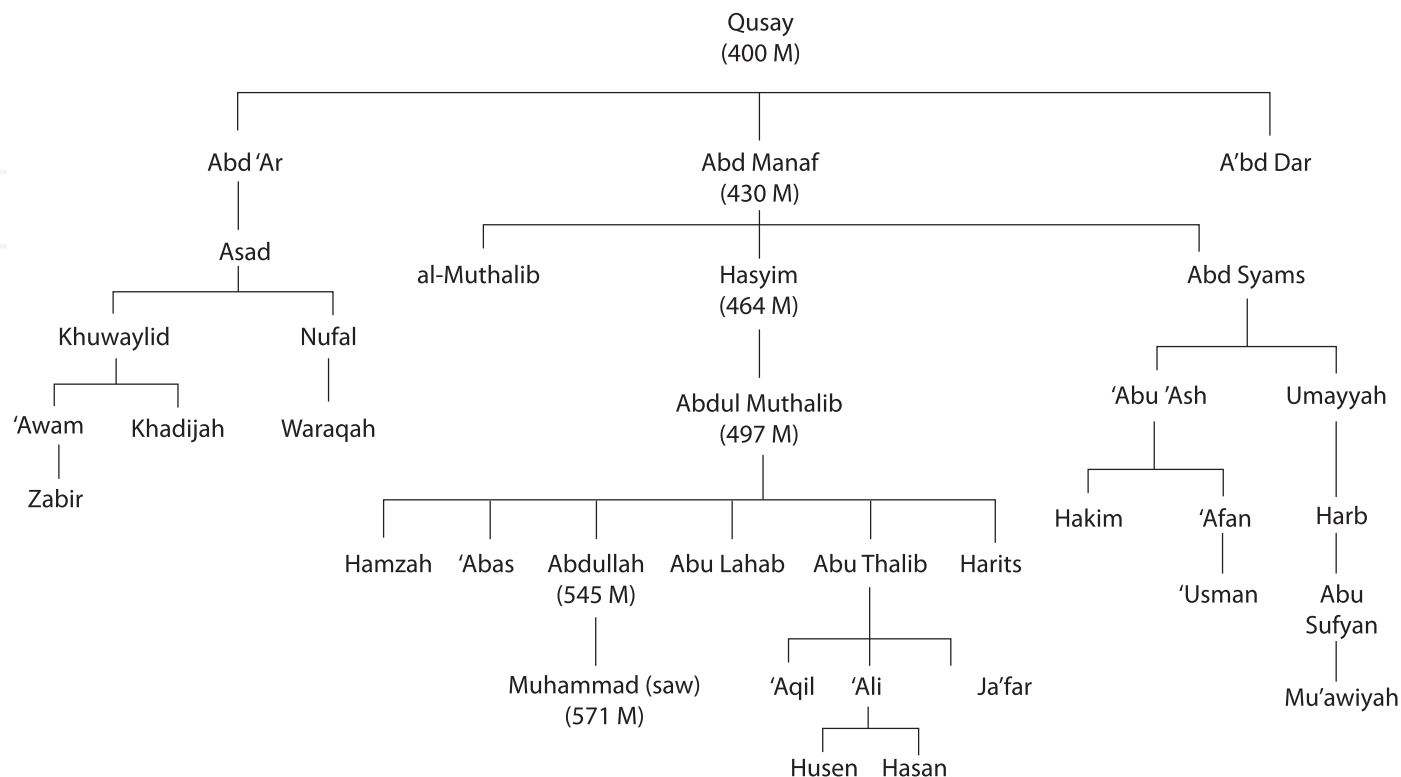 Qusay
(400 M)
Abd ‘Ar
Abd Manaf
(430 M)
A’bd Dar
Asad
al-Muthalib
Hasyim
(464 M)
Abd Syams
Khuwaylid
Nufal
‘Awam
Khadijah
Waraqah
Abdul Muthalib
(497 M)
‘Abu ’Ash
Umayyah
Zabir
Hakim
‘Afan
Harb
Hamzah
‘Abas
Abdullah
(545 M)
Abu Lahab
Abu Thalib
Harits
‘Usman
Abu
Sufyan
Muhammad (saw)
(571 M)
‘Aqil
‘Ali
Ja’far
Mu’awiyah
Husen
Hasan